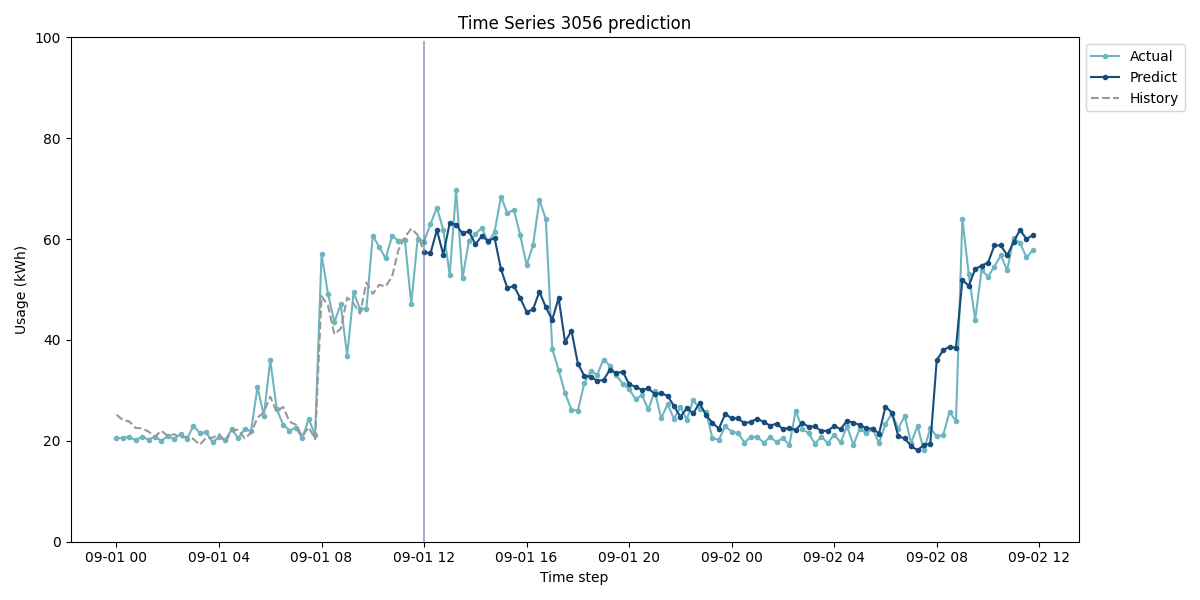 Time Series 3056 prediction
100
80
60
40
20
0
Usage (kWh)
09-01 00
09-01 04
09-01 08
09-01 12
09-01 16
09-01 20
09-02 00
09-02 04
09-02 08
09-02 12
Time step
Actual
Predict
History